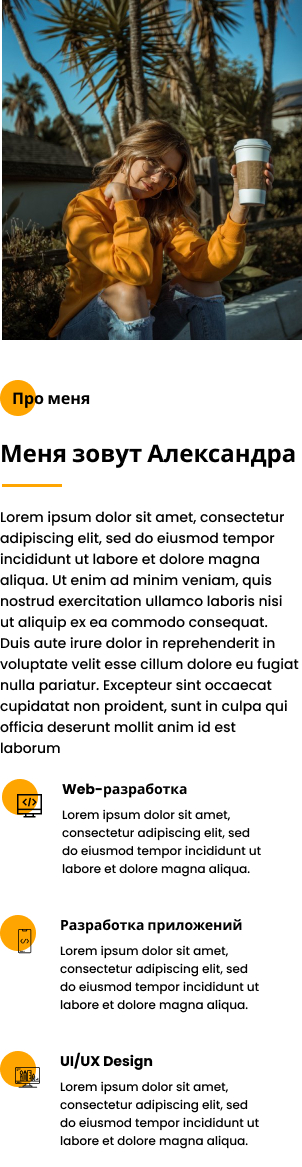 Про меня
Меня зовут Александра
Lorem ipsum dolor sit amet, consectetur
adipiscing elit, sed do eiusmod tempor
incididunt ut labore et dolore magna
aliqua. Ut enim ad minim veniam, quis
nostrud exercitation ullamco laboris nisi
ut aliquip ex ea commodo consequat.
Duis aute irure dolor in reprehenderit in
voluptate velit esse cillum dolore eu fugiat
nulla pariatur. Excepteur sint occaecat
cupidatat non proident, sunt in culpa qui
officia deserunt mollit anim id est
laborum
Web-разработка
Lorem ipsum dolor sit amet,
consectetur adipiscing elit, sed
do eiusmod tempor incididunt ut
labore et dolore magna aliqua.
Разработка приложений
Lorem ipsum dolor sit amet,
consectetur adipiscing elit, sed
do eiusmod tempor incididunt ut
labore et dolore magna aliqua.
UI/UX Design
Lorem ipsum dolor sit amet,
consectetur adipiscing elit, sed
do eiusmod tempor incididunt ut
labore et dolore magna aliqua.